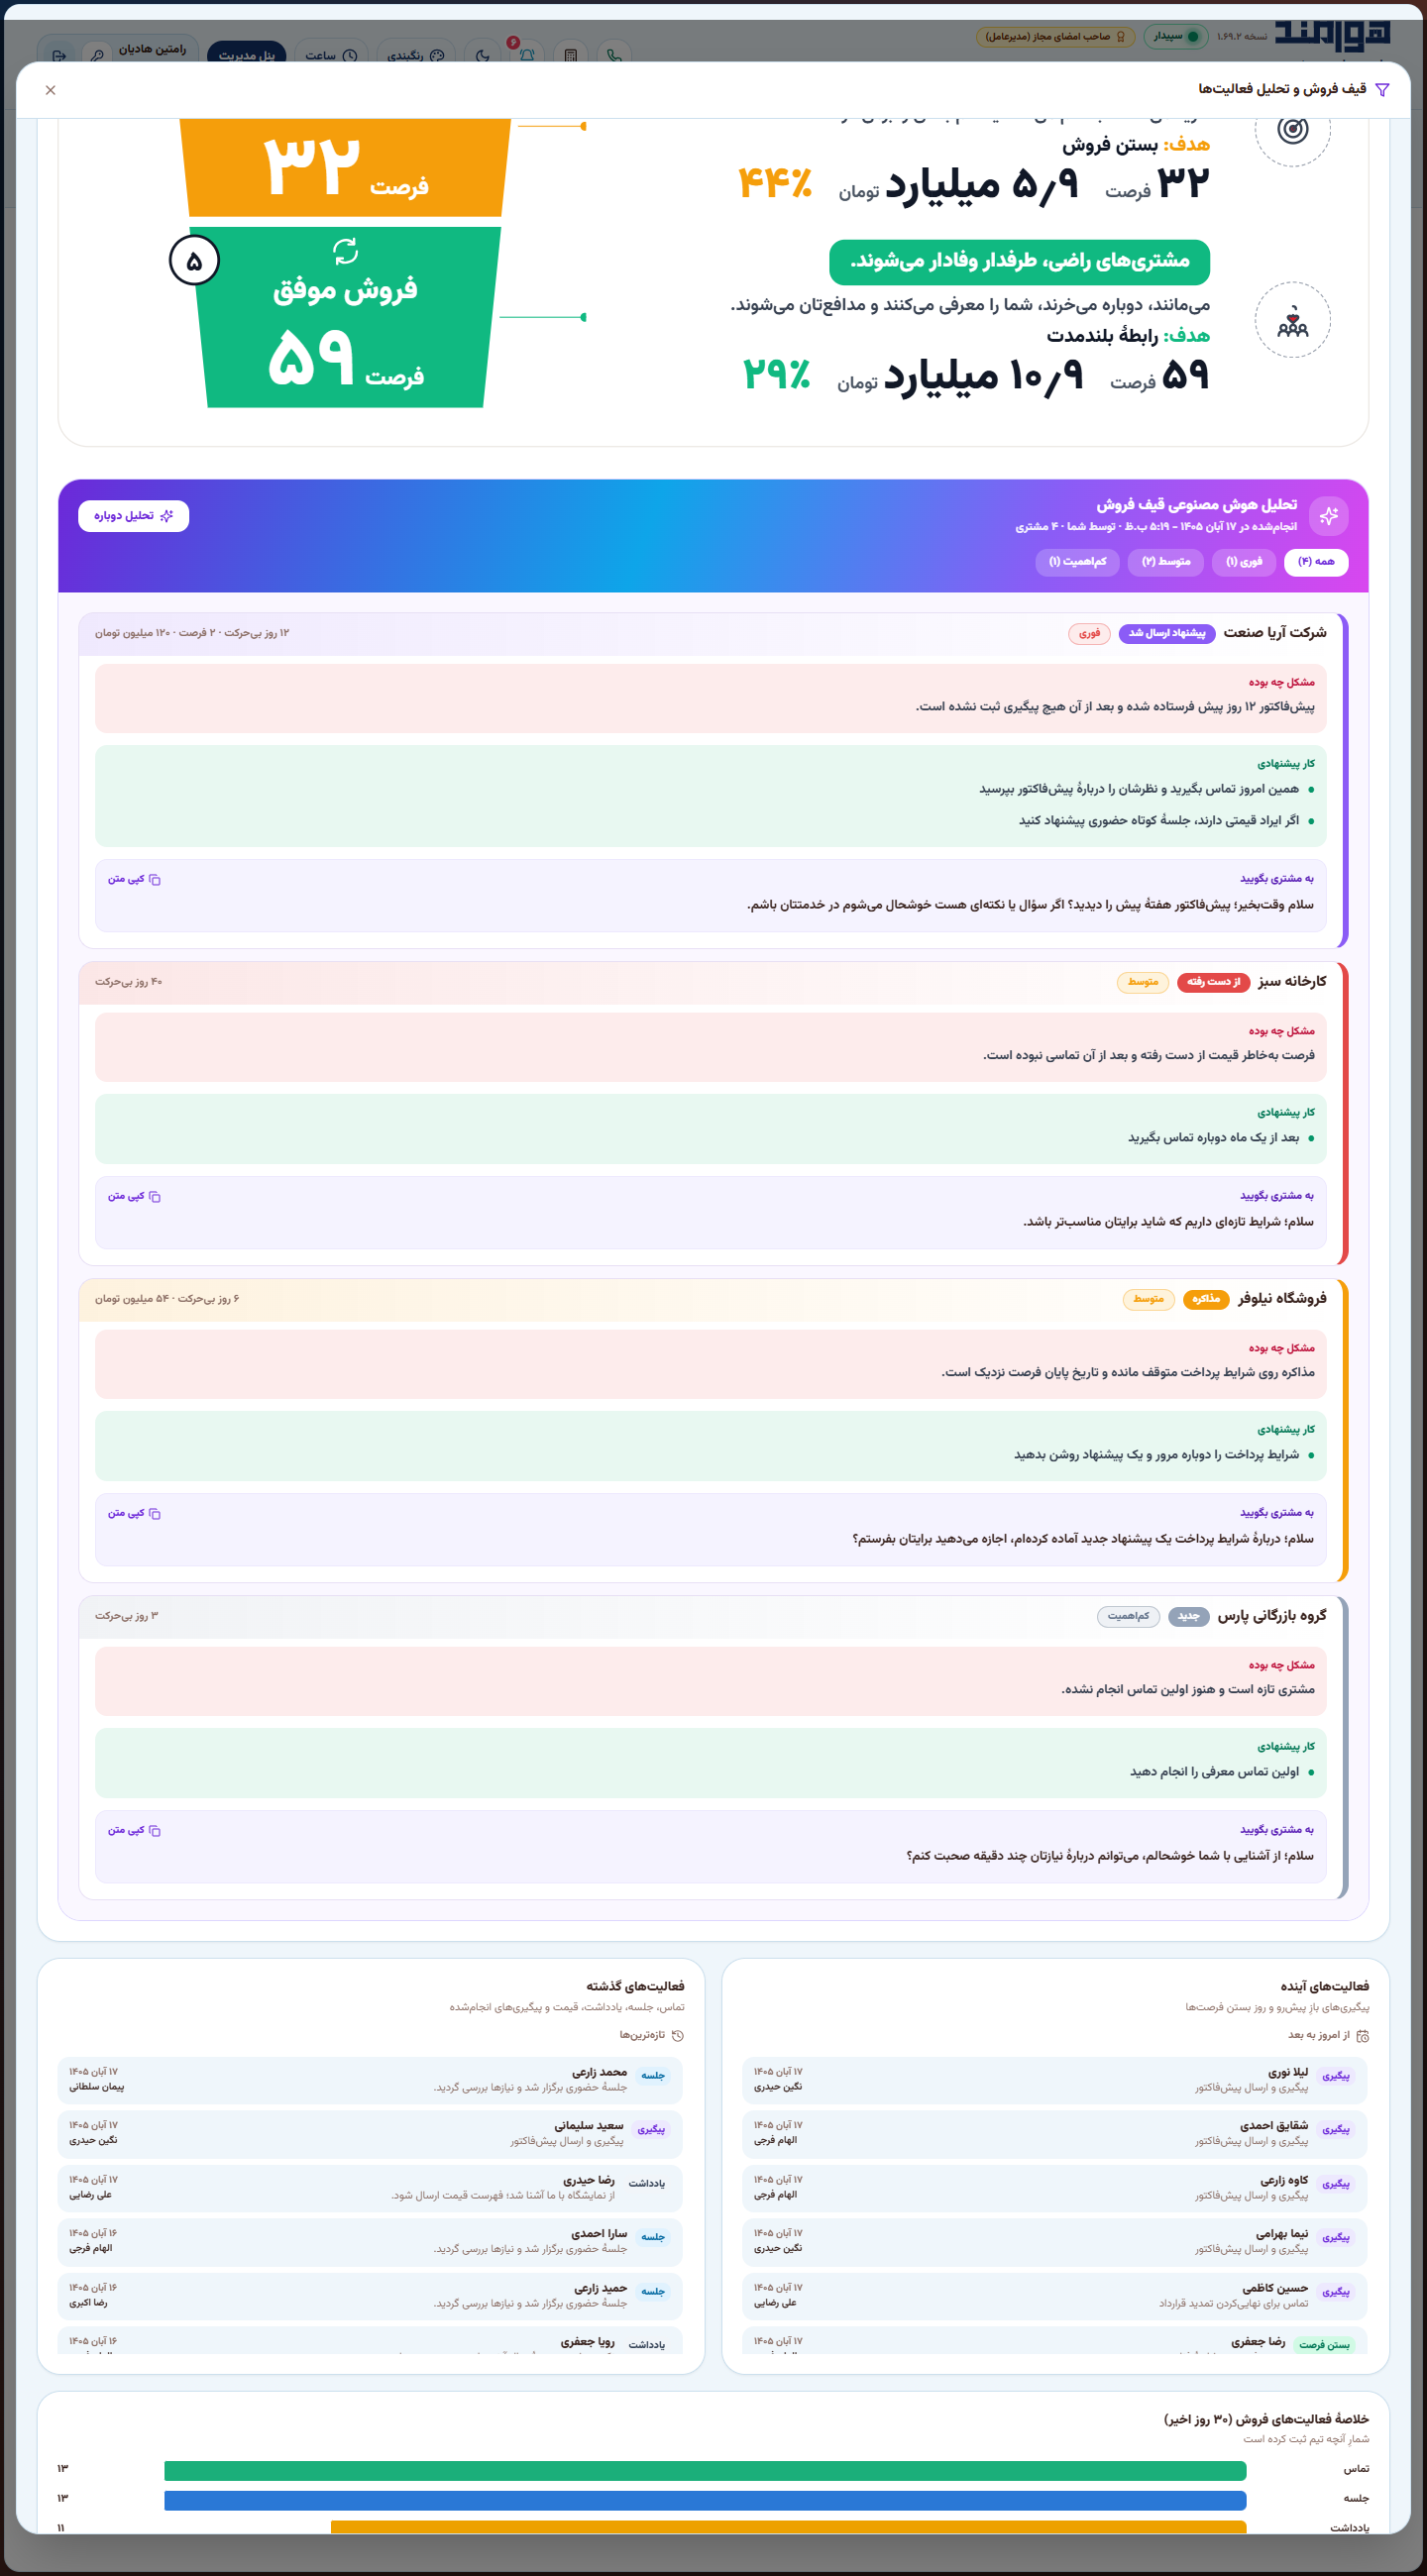 هورمند
نسخه ۱.۶۹.۲
سپیدار
صاحب امضای مجاز (مدیرعامل)
رنگبندی
ساعت
پنل مدیریت
رامتین هادیان
قیف فروش و تحلیل فعالیت‌ها
هدف: بستن فروش
۳۲ فرصت ۵٫۹ میلیارد تومان ۴۴٪
۳۲ فرصت
مشتری‌های راضی، طرفدار وفادار می‌شوند.
می‌مانند، دوباره می‌خرند، شما را معرفی می‌کنند و مدافع‌تان می‌شوند.
هدف: رابطهٔ بلندمدت
۵۹ فرصت ۱۰٫۹ میلیارد تومان ۲۹٪
۵
فروش موفق
۵۹ فرصت
تحلیل هوش مصنوعی قیف فروش
انجام‌شده در ۱۷ آبان ۱۴۰۵ - ۵:۱۹ ب.ظ · توسط شما · ۴ مشتری
تحلیل دوباره
همه (۴)
فوری (۱)
متوسط (۲)
کم‌اهمیت (۱)
شرکت آریا صنعت
پیشنهاد ارسال شد
فوری
۱۲ روز بی‌حرکت · ۲ فرصت · ۱۲۰ میلیون تومان
مشکل چه بوده
پیش‌فاکتور ۱۲ روز پیش فرستاده شده و بعد از آن هیچ پیگیری ثبت نشده است.
کار پیشنهادی
همین امروز تماس بگیرید و نظرشان را دربارهٔ پیش‌فاکتور بپرسید
اگر ایراد قیمتی دارند، جلسهٔ کوتاه حضوری پیشنهاد کنید
به مشتری بگویید
کپی متن
سلام وقت‌بخیر؛ پیش‌فاکتور هفتهٔ پیش را دیدید؟ اگر سؤال یا نکته‌ای هست خوشحال می‌شوم در خدمتتان باشم.
کارخانه سبز
از دست رفته
متوسط
۴۰ روز بی‌حرکت
مشکل چه بوده
فرصت به‌خاطر قیمت از دست رفته و بعد از آن تماسی نبوده است.
کار پیشنهادی
بعد از یک ماه دوباره تماس بگیرید
به مشتری بگویید
کپی متن
سلام؛ شرایط تازه‌ای داریم که شاید برایتان مناسب‌تر باشد.
فروشگاه نیلوفر
مذاکره
متوسط
۶ روز بی‌حرکت · ۵۴ میلیون تومان
مشکل چه بوده
مذاکره روی شرایط پرداخت متوقف مانده و تاریخ پایان فرصت نزدیک است.
کار پیشنهادی
شرایط پرداخت را دوباره مرور و یک پیشنهاد روشن بدهید
به مشتری بگویید
کپی متن
سلام؛ دربارهٔ شرایط پرداخت یک پیشنهاد جدید آماده کرده‌ام، اجازه می‌دهید برایتان بفرستم؟
گروه بازرگانی پارس
جدید
کم‌اهمیت
۳ روز بی‌حرکت
مشکل چه بوده
مشتری تازه است و هنوز اولین تماس انجام نشده.
کار پیشنهادی
اولین تماس معرفی را انجام دهید
به مشتری بگویید
کپی متن
سلام؛ از آشنایی با شما خوشحالم، می‌توانم دربارهٔ نیازتان چند دقیقه صحبت کنم؟
فعالیت‌های آینده
پیگیری‌های بازِ پیش‌رو و روز بستن فرصت‌ها
از امروز به بعد
پیگیری
لیلا نوری
۱۷ آبان ۱۴۰۵
پیگیری و ارسال پیش‌فاکتور
نگین حیدری
پیگیری
شقایق احمدی
۱۷ آبان ۱۴۰۵
پیگیری و ارسال پیش‌فاکتور
الهام فرجی
پیگیری
کاوه زارعی
۱۷ آبان ۱۴۰۵
پیگیری و ارسال پیش‌فاکتور
الهام فرجی
پیگیری
نیما بهرامی
۱۷ آبان ۱۴۰۵
پیگیری و ارسال پیش‌فاکتور
نگین حیدری
پیگیری
حسین کاظمی
۱۷ آبان ۱۴۰۵
تماس برای نهایی‌کردن تمدید قرارداد
علی رضایی
بستن فرصت
رضا جعفری
۱۷ آبان ۱۴۰۵
فعالیت‌های گذشته
تماس، جلسه، یادداشت، قیمت و پیگیری‌های انجام‌شده
تازه‌ترین‌ها
جلسه
محمد زارعی
۱۷ آبان ۱۴۰۵
جلسهٔ حضوری برگزار شد و نیازها بررسی گردید.
پیمان سلطانی
پیگیری
سعید سلیمانی
۱۷ آبان ۱۴۰۵
پیگیری و ارسال پیش‌فاکتور
نگین حیدری
یادداشت
رضا حیدری
۱۷ آبان ۱۴۰۵
از نمایشگاه با ما آشنا شد؛ فهرست قیمت ارسال شود.
علی رضایی
جلسه
سارا احمدی
۱۶ آبان ۱۴۰۵
جلسهٔ حضوری برگزار شد و نیازها بررسی گردید.
الهام فرجی
جلسه
حمید زارعی
۱۶ آبان ۱۴۰۵
جلسهٔ حضوری برگزار شد و نیازها بررسی گردید.
رضا اکبری
یادداشت
رویا جعفری
۱۶ آبان ۱۴۰۵
خلاصهٔ فعالیت‌های فروش (۳۰ روز اخیر)
شمارِ آنچه تیم ثبت کرده است
تماس
۱۳
جلسه
۱۳
یادداشت
۱۱